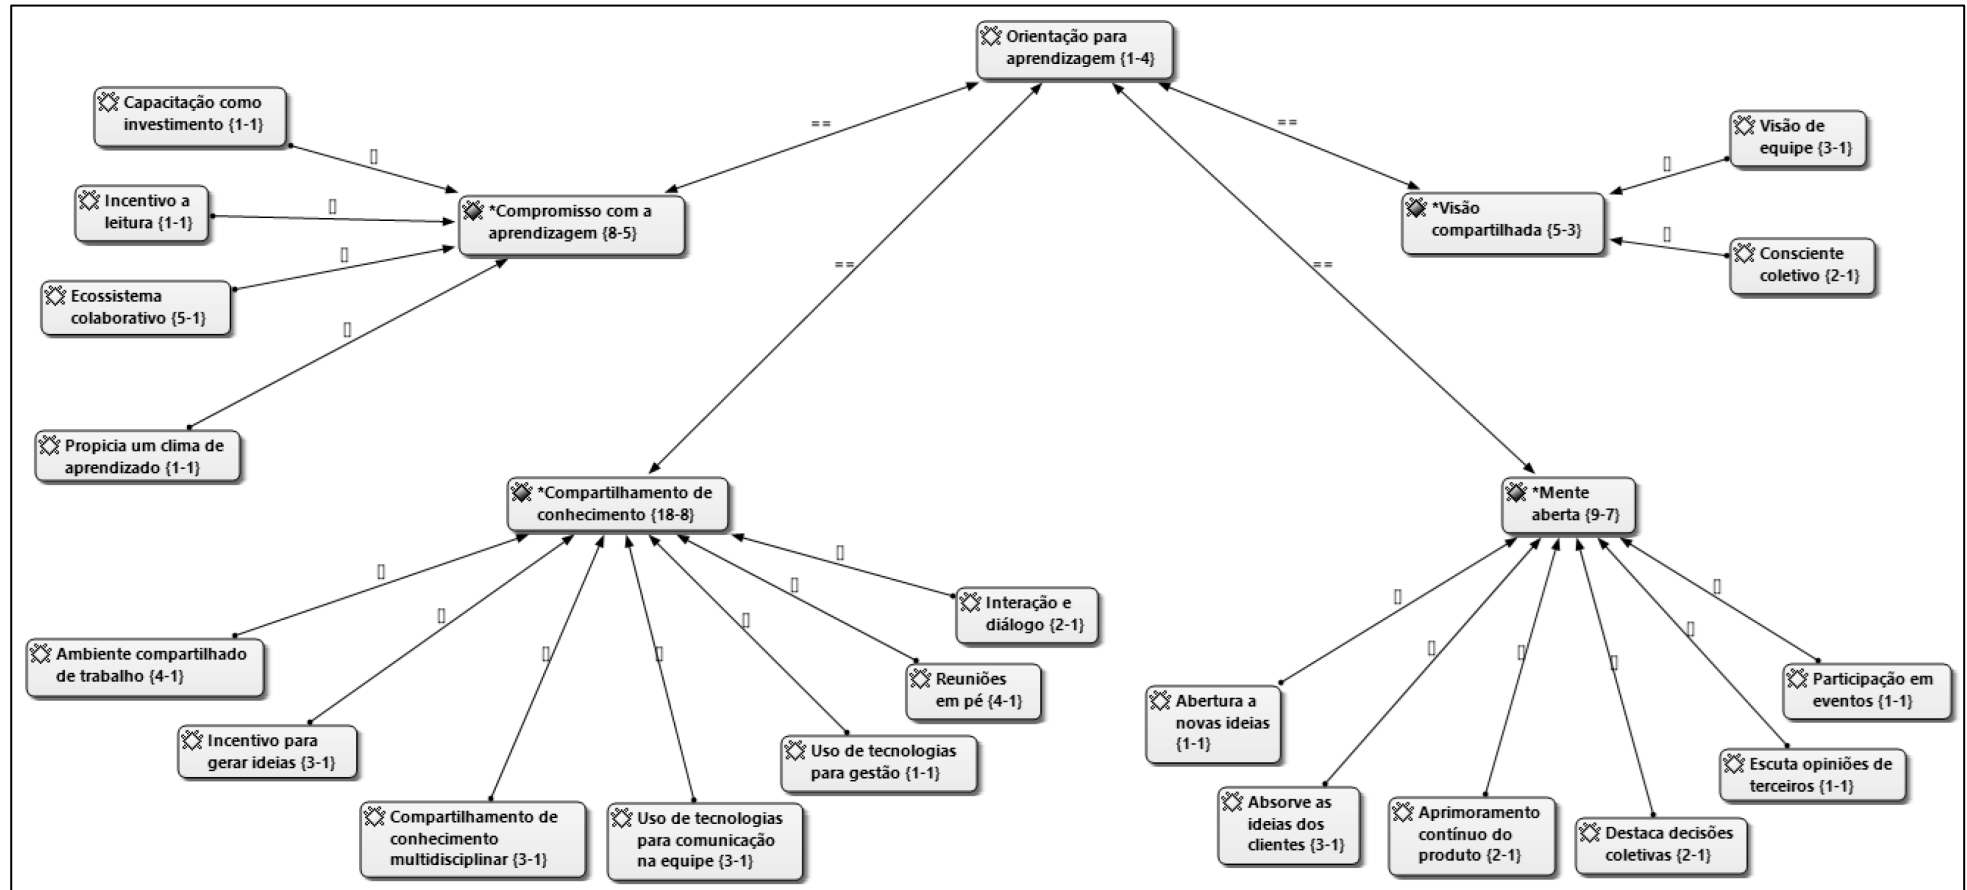 Orientação para
aprendizagem {1-4}
Capacitação como
investimento {1-1}
Incentivo a
leitura {1-1}
Ecossistema
colaborativo {5-1}
Propicia um clima de
aprendizado {1-1}
*Compromisso com a
aprendizagem {8-5}
==
==
==
==
*Visão
compartilhada {5-3}
Visão de
equipe {3-1}
Consciente
coletivo {2-1}
*Compartilhamento de
conhecimento {18-8}
Ambiente compartilhado
de trabalho {4-1}
Incentivo para
gerar ideias {3-1}
Compartilhamento de
conhecimento
multidisciplinar {3-1}
Uso de tecnologias
para comunicação
na equipe {3-1}
Uso de tecnologias
para gestão {1-1}
Reuniões
em pé {4-1}
Interação e
diálogo {2-1}
*Mente
aberta {9-7}
Abertura a
novas ideias
{1-1}
Absorve as
ideias dos
clientes {3-1}
Aprimoramento
contínuo do
produto {2-1}
Destaca decisões
coletivas {2-1}
Escuta opiniões de
terceiros {1-1}
Participação em
eventos {1-1}